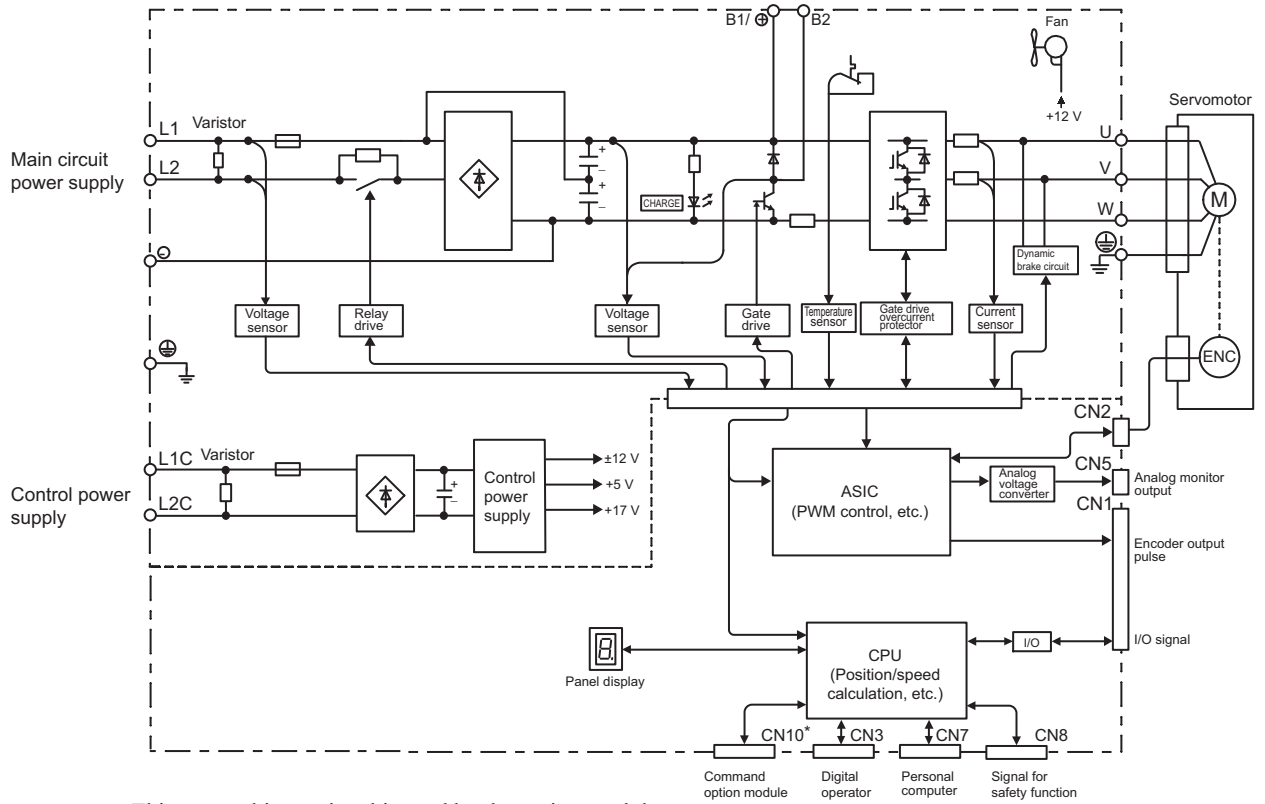 B1/ ⊕ B2
Fan
+12 V
Servomotor
Main circuit
power supply
L1
Varistor
L2
⊖
+
–
+
–
CHARGE
U
V
W
M
Dynamic
brake circuit
Voltage
sensor
Relay
drive
Voltage
sensor
Gate
drive
Temperature
sensor
Gate drive
overcurrent
protector
Current
sensor
ENC
CN2
Control power
supply
L1C
Varistor
L2C
+
–
Control
power
supply
±12 V
+5 V
+17 V
ASIC
(PWM control, etc.)
Analog
voltage
converter
CN5
Analog monitor
output
CN1
Encoder output
pulse
I/O
I/O signal
8.
Panel display
CPU
(Position/speed
calculation, etc.)
CN10*
CN3
CN7
CN8
Command
option module
Digital
operator
Personal
computer
Signal for
safety function